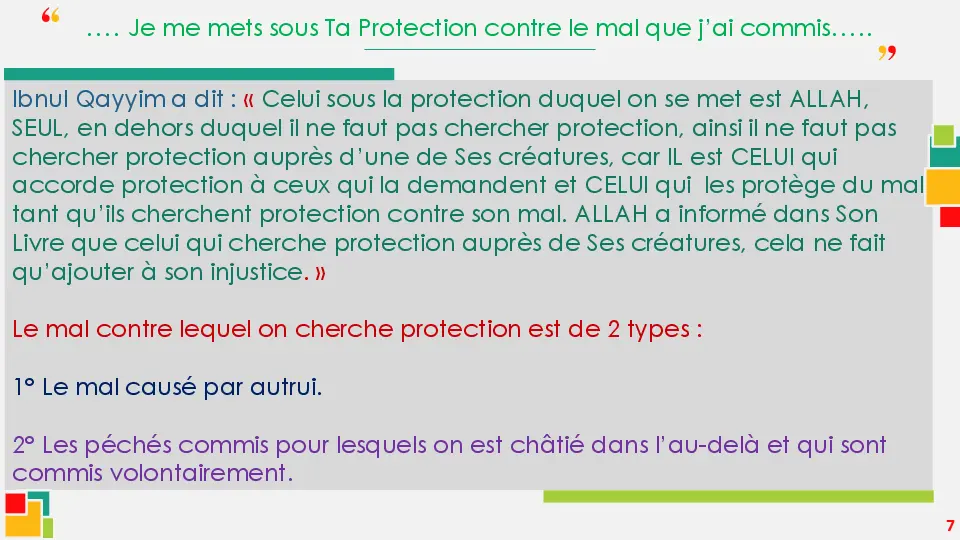 “ …. Je me mets sous Ta Protection contre le mal que j’ai commis….. ”
Ibnul Qayyim a dit : « Celui sous la protection duquel on se met est ALLAH,
SEUL, en dehors duquel il ne faut pas chercher protection, ainsi il ne faut pas
chercher protection auprès d’une de Ses créatures, car IL est CELUI qui
accorde protection à ceux qui la demandent et CELUI qui les protège du mal
tant qu’ils cherchent protection contre son mal. ALLAH a informé dans Son
Livre que celui qui cherche protection auprès de Ses créatures, cela ne fait
qu’ajouter à son injustice. »
Le mal contre lequel on cherche protection est de 2 types :
1° Le mal causé par autrui.
2° Les péchés commis pour lesquels on est châtié dans l’au-delà et qui sont
commis volontairement.
7